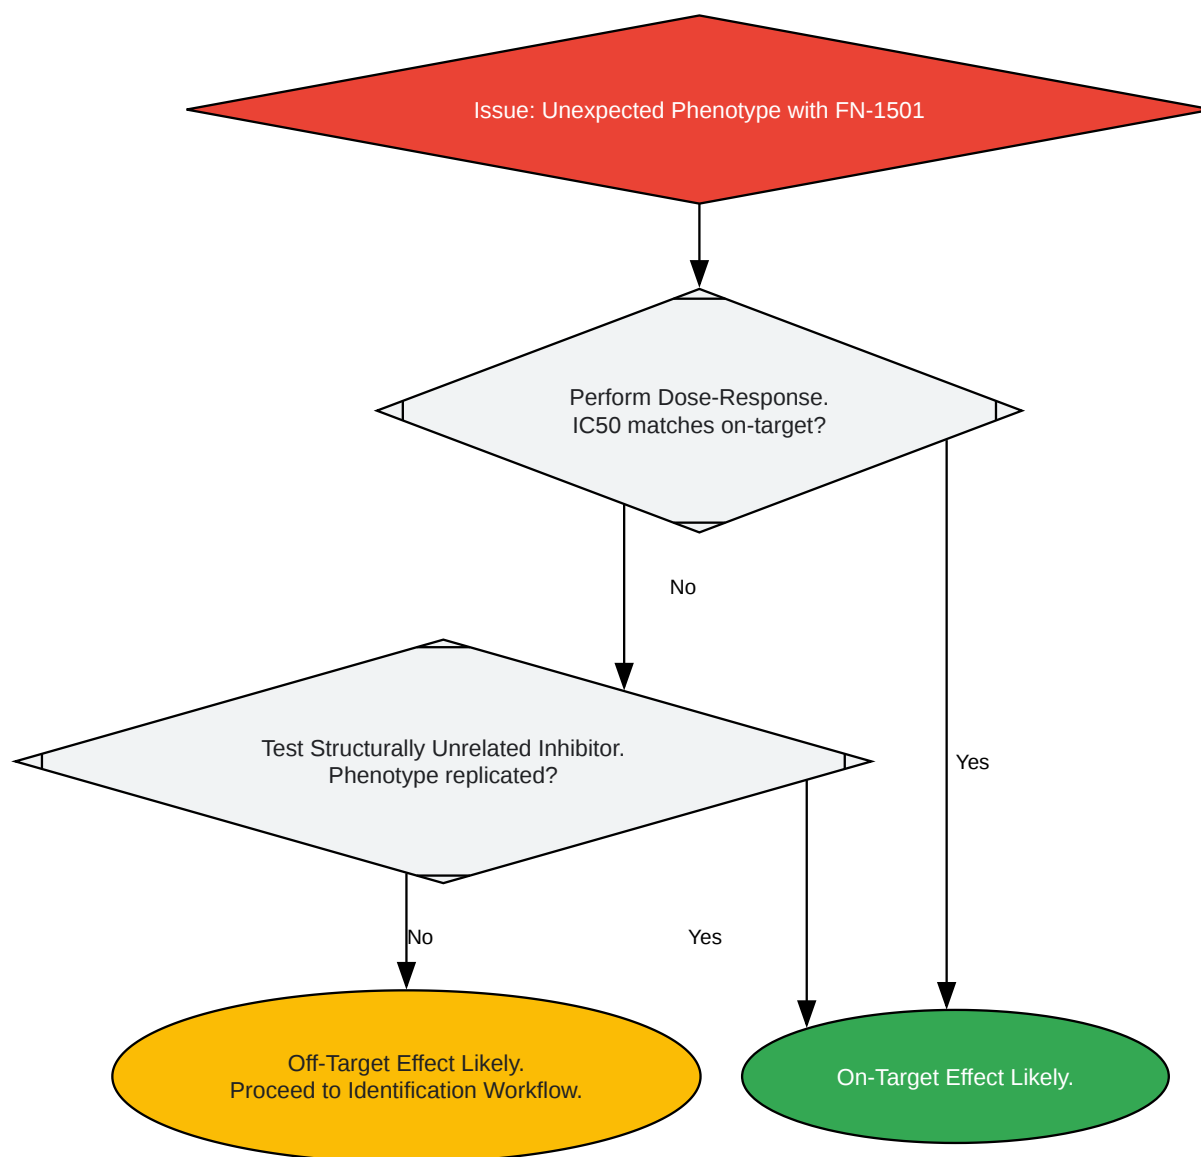 Issue: Unexpected Phenotype with FN-1501
Perform Dose-Response.
IC50 matches on-target?
No
Test Structurally Unrelated Inhibitor.
Phenotype replicated?
Yes
No
Yes
Off-Target Effect Likely.
Proceed to Identification Workflow.
On-Target Effect Likely.